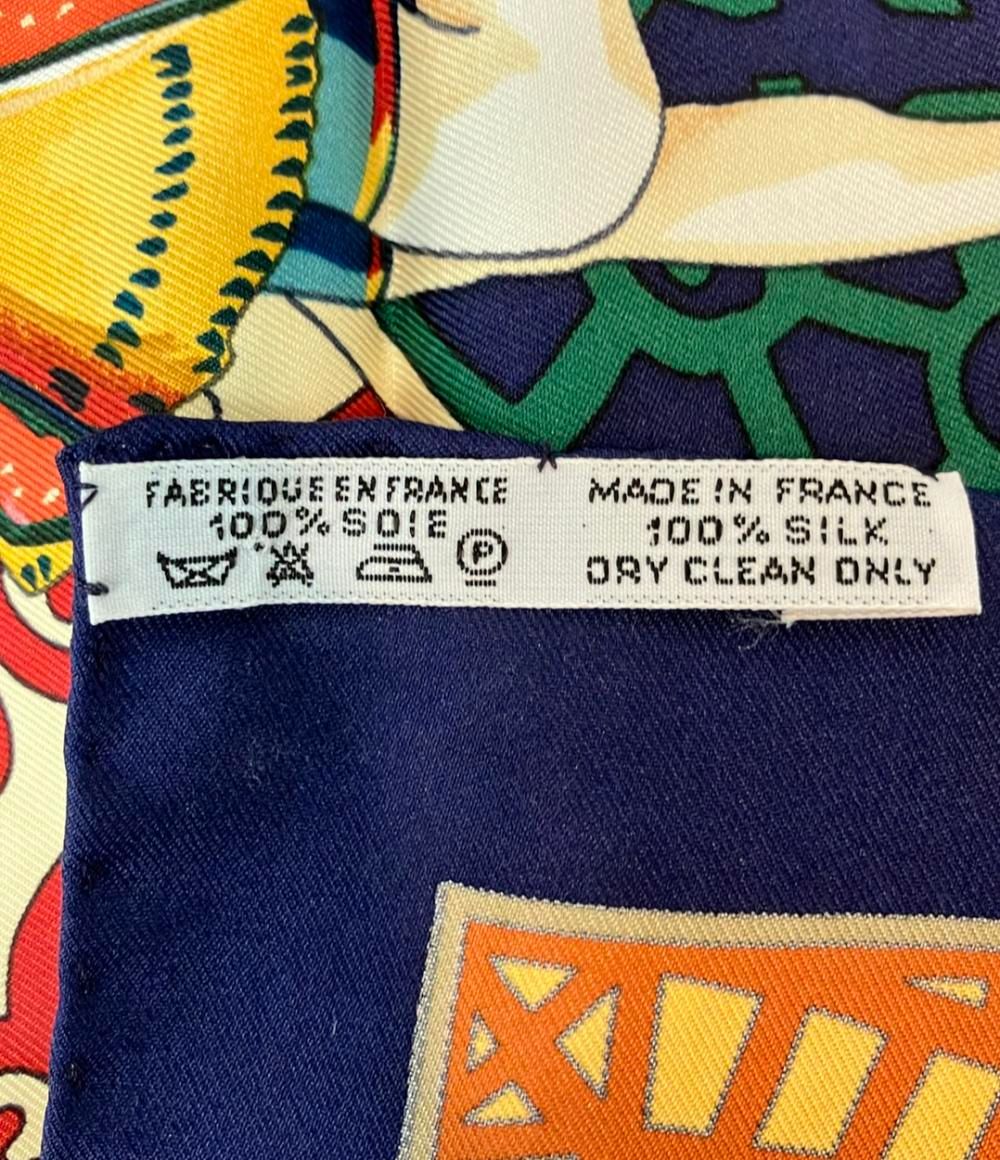 FABRIQUE EN FRANCE
100% SOIE
P
MADE IN FRANCE
100% SILK
DRY CLEAN ONLY